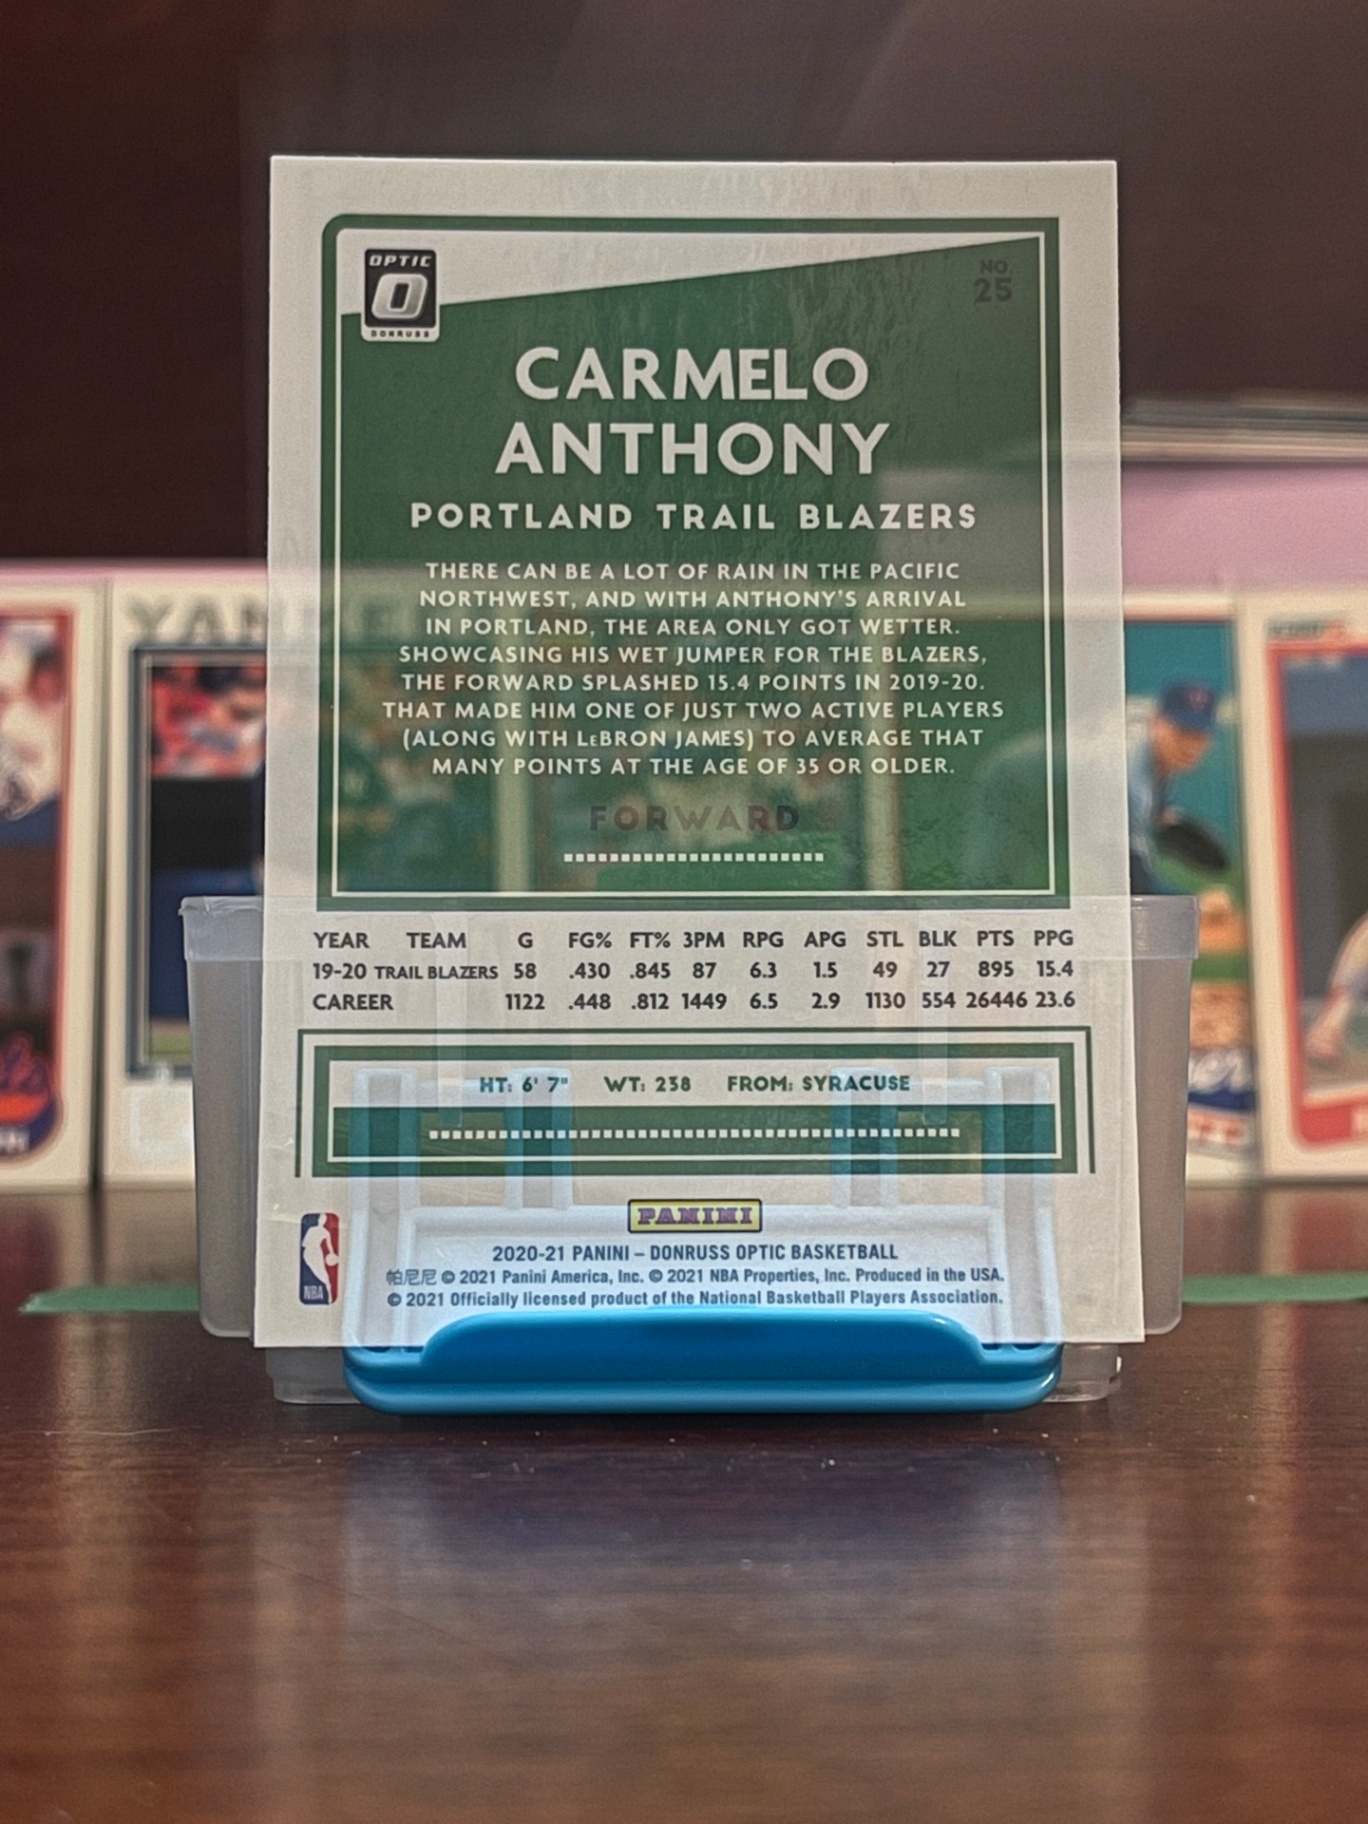 OPTIC
DONRUSS
NO.
25
CARMELO
ANTHONY
PORTLAND TRAIL BLAZERS
THERE CAN BE A LOT OF RAIN IN THE PACIFIC
NORTHWEST, AND WITH ANTHONY'S ARRIVAL
IN PORTLAND, THE AREA ONLY GOT WETTER.
SHOWCASING HIS WET JUMPER FOR THE BLAZERS,
THE FORWARD SPLASHED 15.4 POINTS IN 2019-20.
THAT MADE HIM ONE OF JUST TWO ACTIVE PLAYERS
(ALONG WITH LeBRON JAMES) TO AVERAGE THAT
MANY POINTS AT THE AGE OF 35 OR OLDER.
FORWARD
YEAR TEAM G FG% FT% 3PM RPG APG STL BLK PTS PPG
19-20 TRAIL BLAZERS 58 .430 .845 87 6.3 1.5 49 27 895 15.4
CAREER 1122 .448 .812 1449 6.5 2.9 1130 554 26446 23.6
HT: 6' 7" WT: 238 FROM: SYRACUSE
PANINI
NBA
2020-21 PANINI – DONRUSS OPTIC BASKETBALL
帕尼尼 © 2021 Panini America, Inc. © 2021 NBA Properties, Inc. Produced in the USA.
© 2021 Officially licensed product of the National Basketball Players Association.